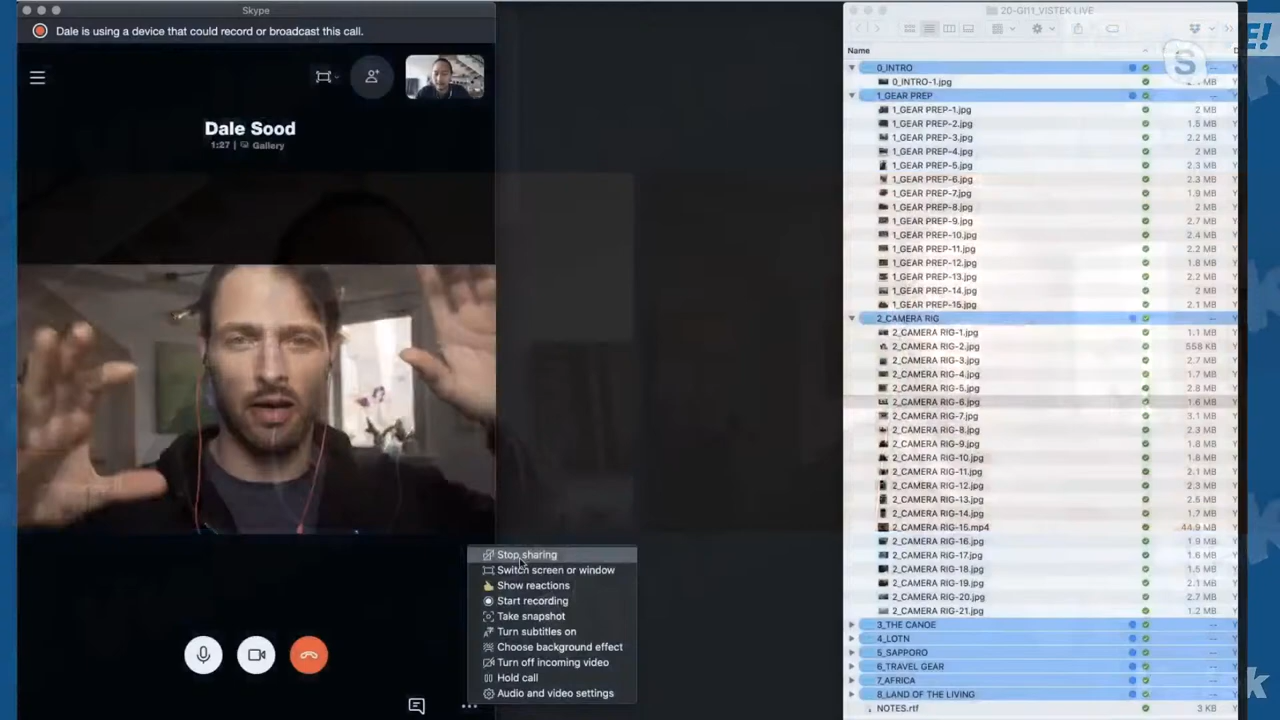 Skype
Dale is using a device that could record or broadcast this call.
Dale Sood
1:27 | Gallery
Stop sharing
Switch screen or window
Show reactions
Start recording
Take snapshot
Turn subtitles on
Choose background effect
Turn off incoming video
Hold call
Audio and video settings
20-GI11_VISTEK LIVE
Name
0_INTRO --
0_INTRO-1.jpg MB
1_GEAR PREP --
1_GEAR PREP-1.jpg 2 MB
1_GEAR PREP-2.jpg 1.5 MB
1_GEAR PREP-3.jpg 2.2 MB
1_GEAR PREP-4.jpg 2 MB
1_GEAR PREP-5.jpg 2.3 MB
1_GEAR PREP-6.jpg 2.3 MB
1_GEAR PREP-7.jpg 1.9 MB
1_GEAR PREP-8.jpg 2 MB
1_GEAR PREP-9.jpg 2.7 MB
1_GEAR PREP-10.jpg 2.4 MB
1_GEAR PREP-11.jpg 2.2 MB
1_GEAR PREP-12.jpg 1.8 MB
1_GEAR PREP-13.jpg 2.2 MB
1_GEAR PREP-14.jpg 2 MB
1_GEAR PREP-15.jpg 2.1 MB
2_CAMERA RIG --
2_CAMERA RIG-1.jpg 1.1 MB
2_CAMERA RIG-2.jpg 558 KB
2_CAMERA RIG-3.jpg 2.7 MB
2_CAMERA RIG-4.jpg 1.7 MB
2_CAMERA RIG-5.jpg 2.8 MB
2_CAMERA RIG-6.jpg 1.6 MB
2_CAMERA RIG-7.jpg 3.1 MB
2_CAMERA RIG-8.jpg 2.3 MB
2_CAMERA RIG-9.jpg 1.8 MB
2_CAMERA RIG-10.jpg 1.8 MB
2_CAMERA RIG-11.jpg 2.1 MB
2_CAMERA RIG-12.jpg 2.3 MB
2_CAMERA RIG-13.jpg 2.5 MB
2_CAMERA RIG-14.jpg 1.7 MB
2_CAMERA RIG-15.mp4 44.9 MB
2_CAMERA RIG-16.jpg 1.9 MB
2_CAMERA RIG-17.jpg 1.5 MB
2_CAMERA RIG-18.jpg 1.5 MB
2_CAMERA RIG-19.jpg 2.1 MB
2_CAMERA RIG-20.jpg 2.7 MB
2_CAMERA RIG-21.jpg 1.2 MB
3_THE CANOE --
4_LOTN --
5_SAPPORO --
6_TRAVEL GEAR --
7_AFRICA --
8_LAND OF THE LIVING --
NOTES.rtf 3 KB